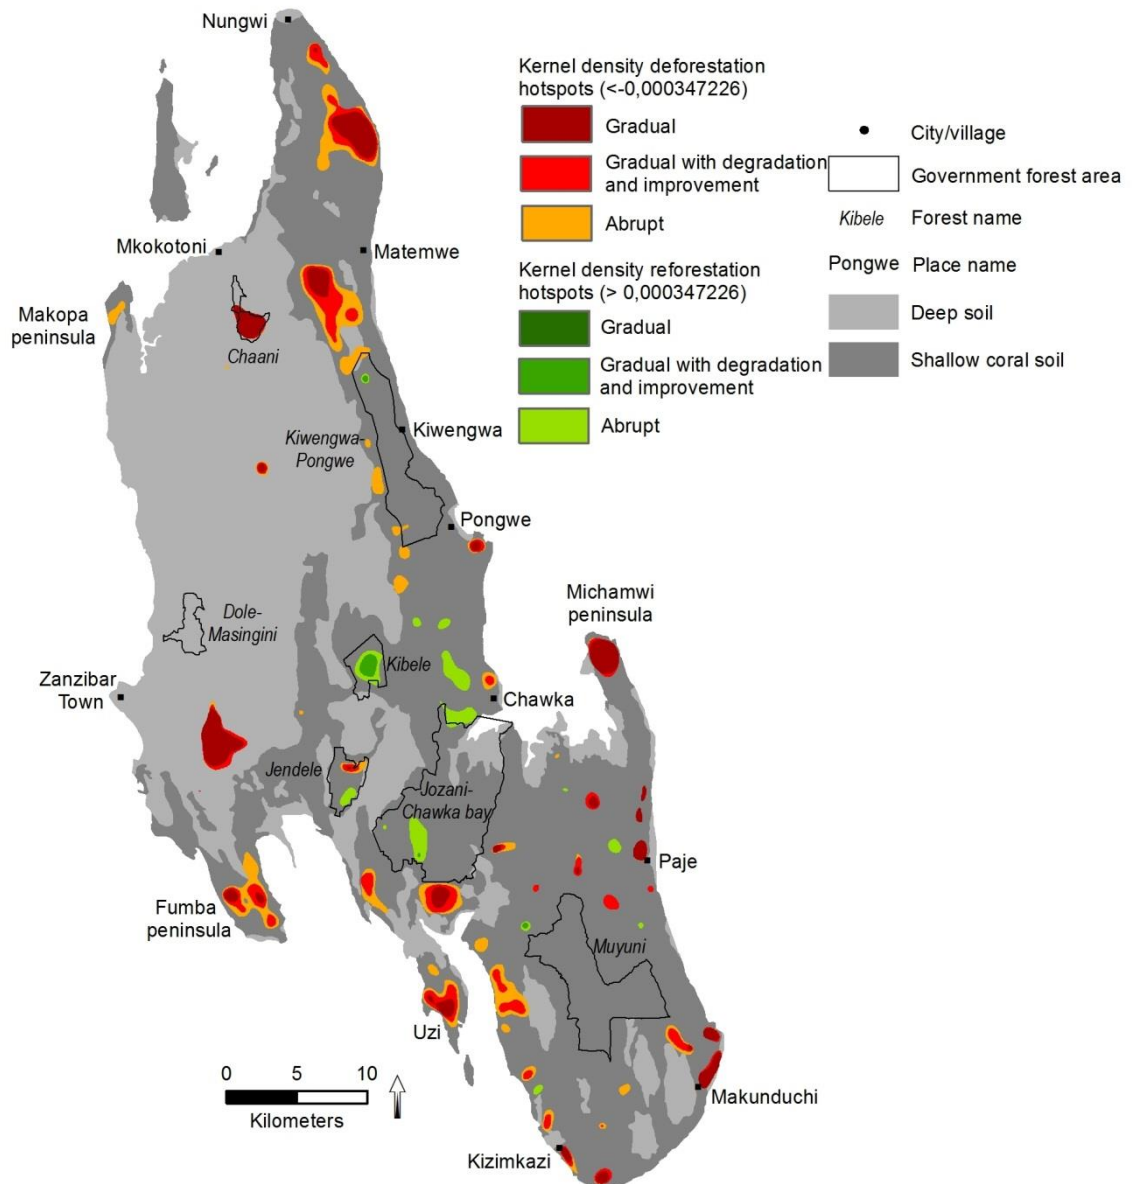 Nungwi
Kernel density deforestation
hotspots (<-0,000347226)
Gradual
Gradual with degradation
and improvement
Abrupt
Kernel density reforestation
hotspots (> 0,000347226)
Gradual
Gradual with degradation
and improvement
Abrupt
City/village
Government forest area
Kibele
Forest name
Pongwe
Place name
Deep soil
Shallow coral soil
Mkokotoni
Matemwe
Makopa
peninsula
Chaani
Kiwengwa-
Pongwe
Kiwengwa
Pongwe
Michamwi
peninsula
Dole-
Masingini
Kibele
Zanzibar
Town
Chawka
Jendele
Jozani-
Chawka bay
Paje
Fumba
peninsula
Muyuni
Uzi
0 5 10
Kilometers
Makunduchi
Kizimkazi